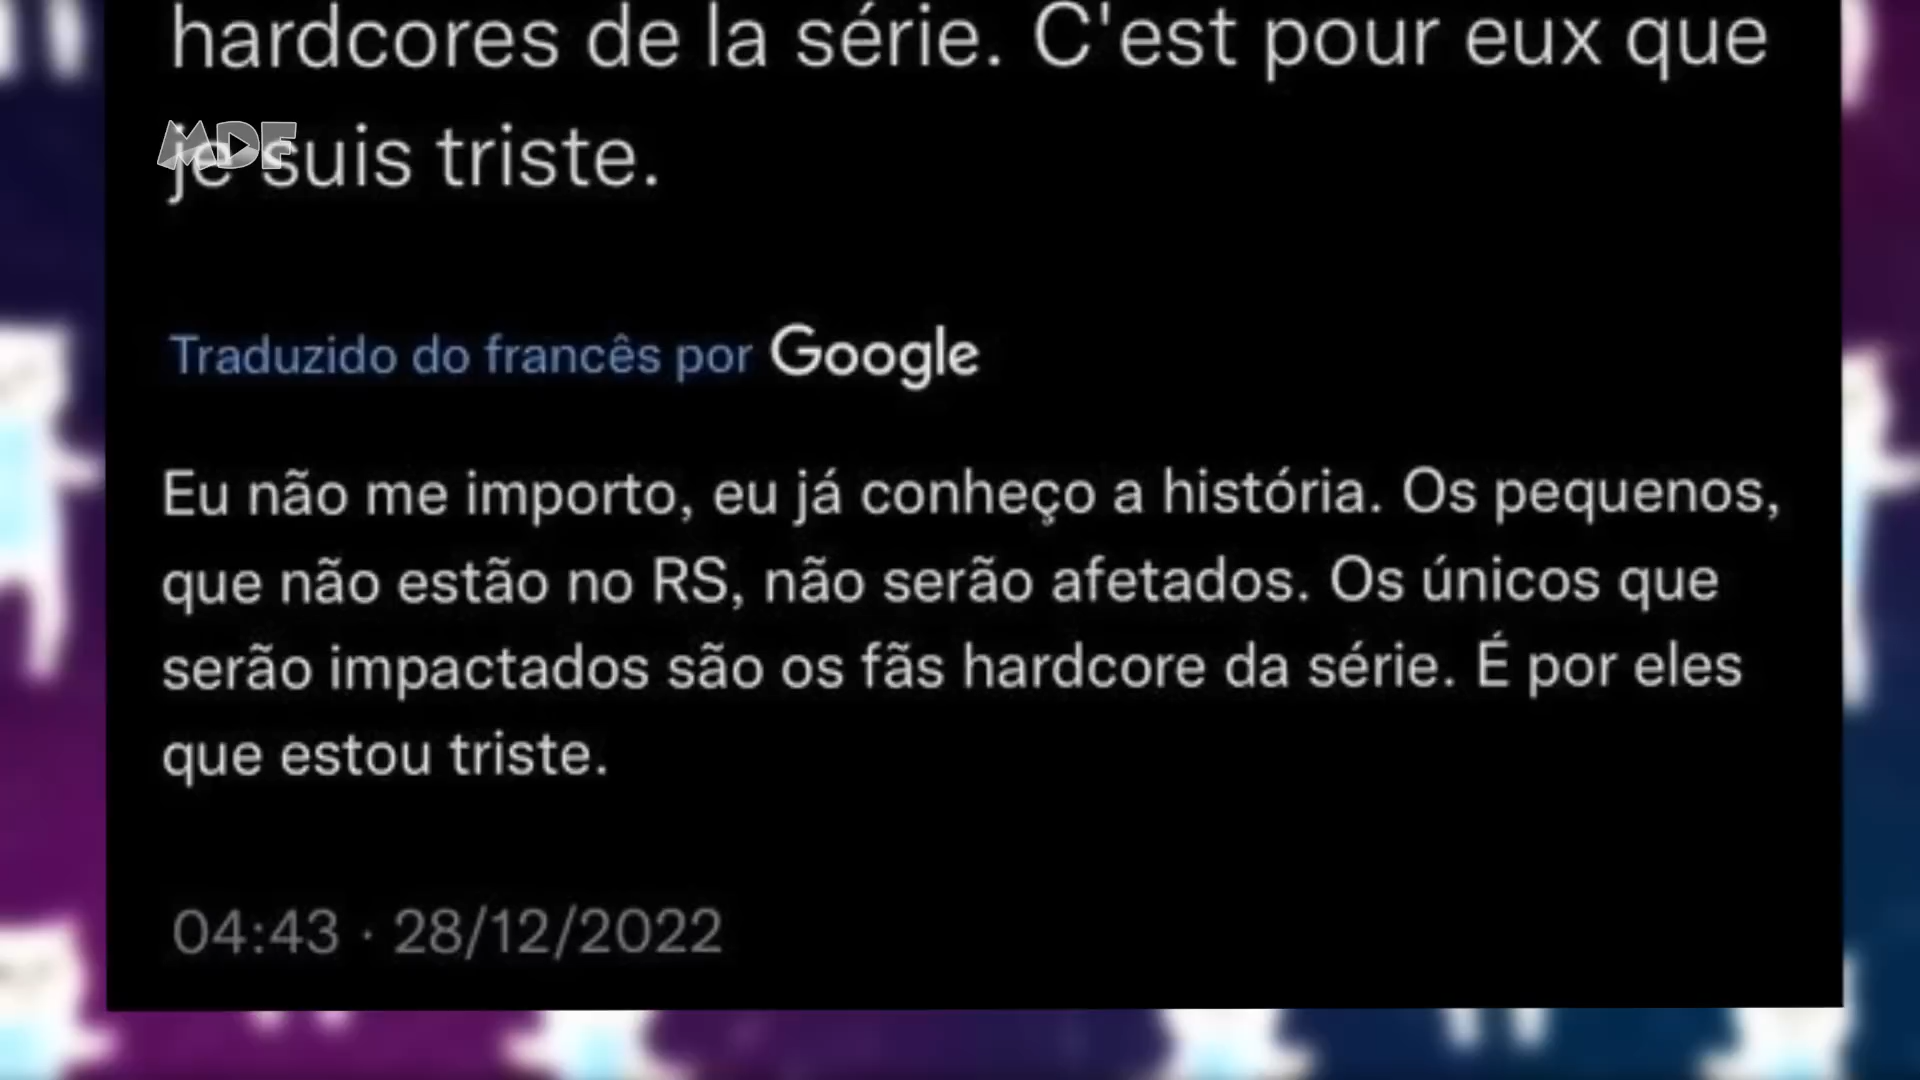 hardcores de la série. C'est pour eux que
MDF
je suis triste.
Traduzido do francês por Google
Eu não me importo, eu já conheço a história. Os pequenos,
que não estão no RS, não serão afetados. Os únicos que
serão impactados são os fãs hardcore da série. É por eles
que estou triste.
04:43 · 28/12/2022